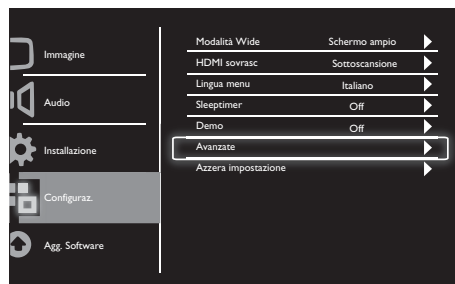 Immagine
Audio
Installazione
Configuraz.
Agg. Software
Modalità Wide Schermo ampio
HDMI sovrasc Sottoscansione
Lingua menu Italiano
Sleeptimer Off
Demo Off
Avanzate
Azzera impostazione